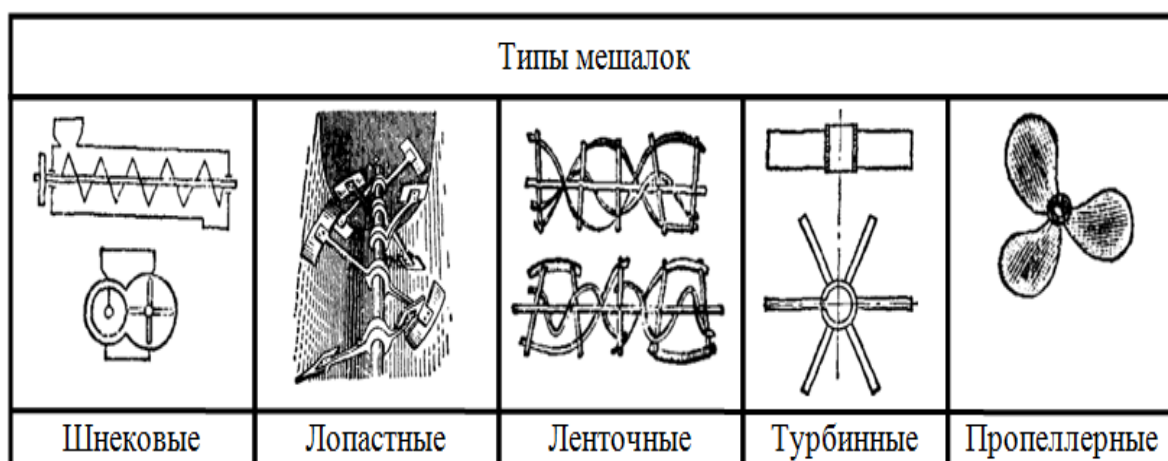 Типы мешалок
Шнековые
Лопастные
Ленточные
Турбинные
Пропеллерные